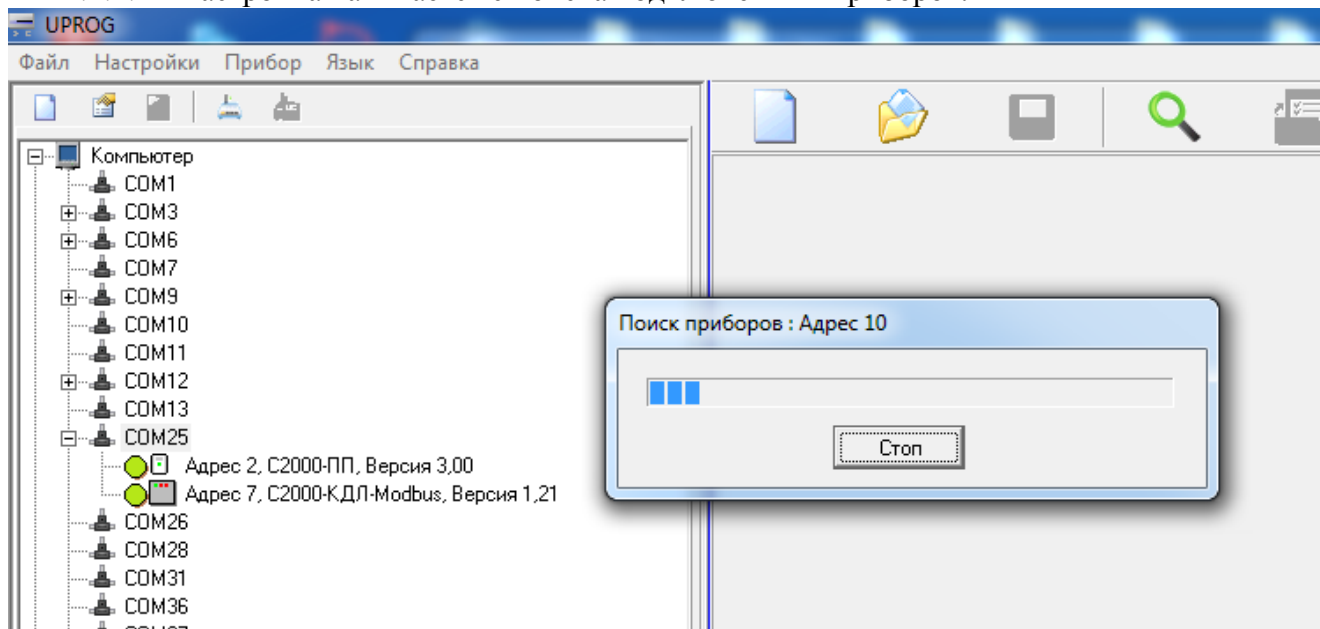 UPROG
Файл Настройки Прибор Язык Справка
Компьютер
COM1
COM3
COM6
COM7
COM9
COM10
COM11
COM12
COM13
COM25
Адрес 2, С2000-ПП, Версия 3,00
Адрес 7, С2000-КДЛ-Modbus, Версия 1,21
COM26
COM28
COM31
COM36
Поиск приборов : Адрес 10
Стоп